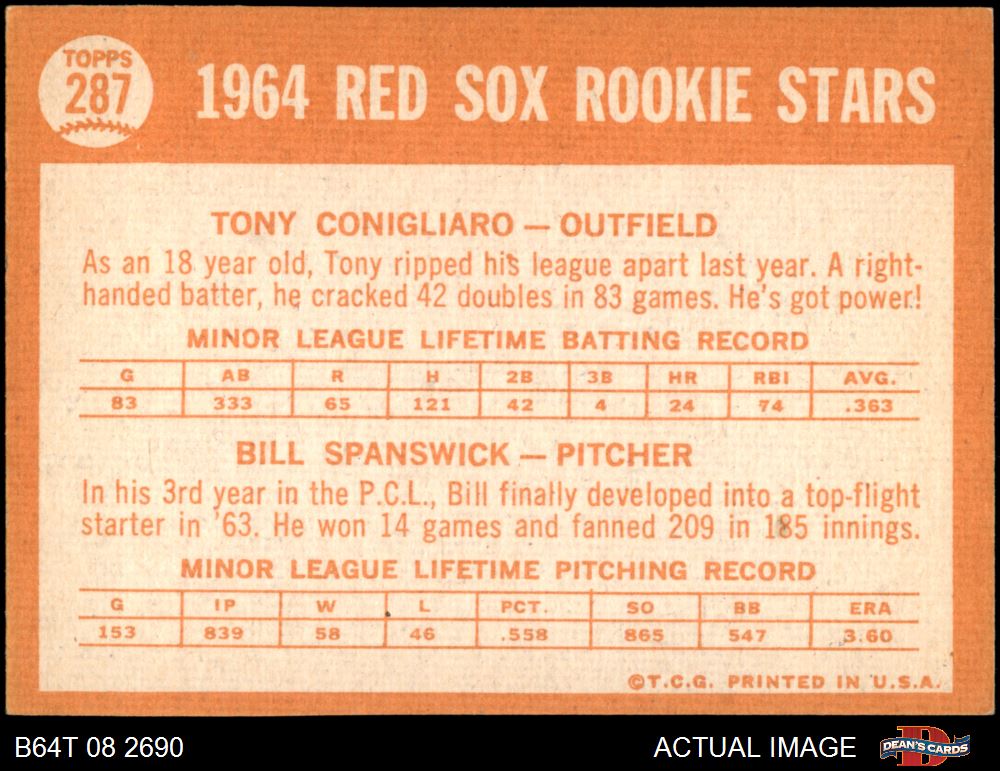 TOPPS
287
1964 RED SOX ROOKIE STARS
TONY CONIGLIARO — OUTFIELD
As an 18 year old, Tony ripped his league apart last year. A right-
handed batter, he cracked 42 doubles in 83 games. He's got power!
MINOR LEAGUE LIFETIME BATTING RECORD
G AB R H 2B 3B HR RBI AVG.
83 333 65 121 42 4 24 74 .363
BILL SPANSWICK — PITCHER
In his 3rd year in the P.C.L., Bill finally developed into a top-flight
starter in '63. He won 14 games and fanned 209 in 185 innings.
MINOR LEAGUE LIFETIME PITCHING RECORD
G IP W L PCT. SO BB ERA
153 839 58 46 .558 865 547 3.60
©T.C.G. PRINTED IN U.S.A.
B64T 08 2690
ACTUAL IMAGE
DEAN'S CARDS